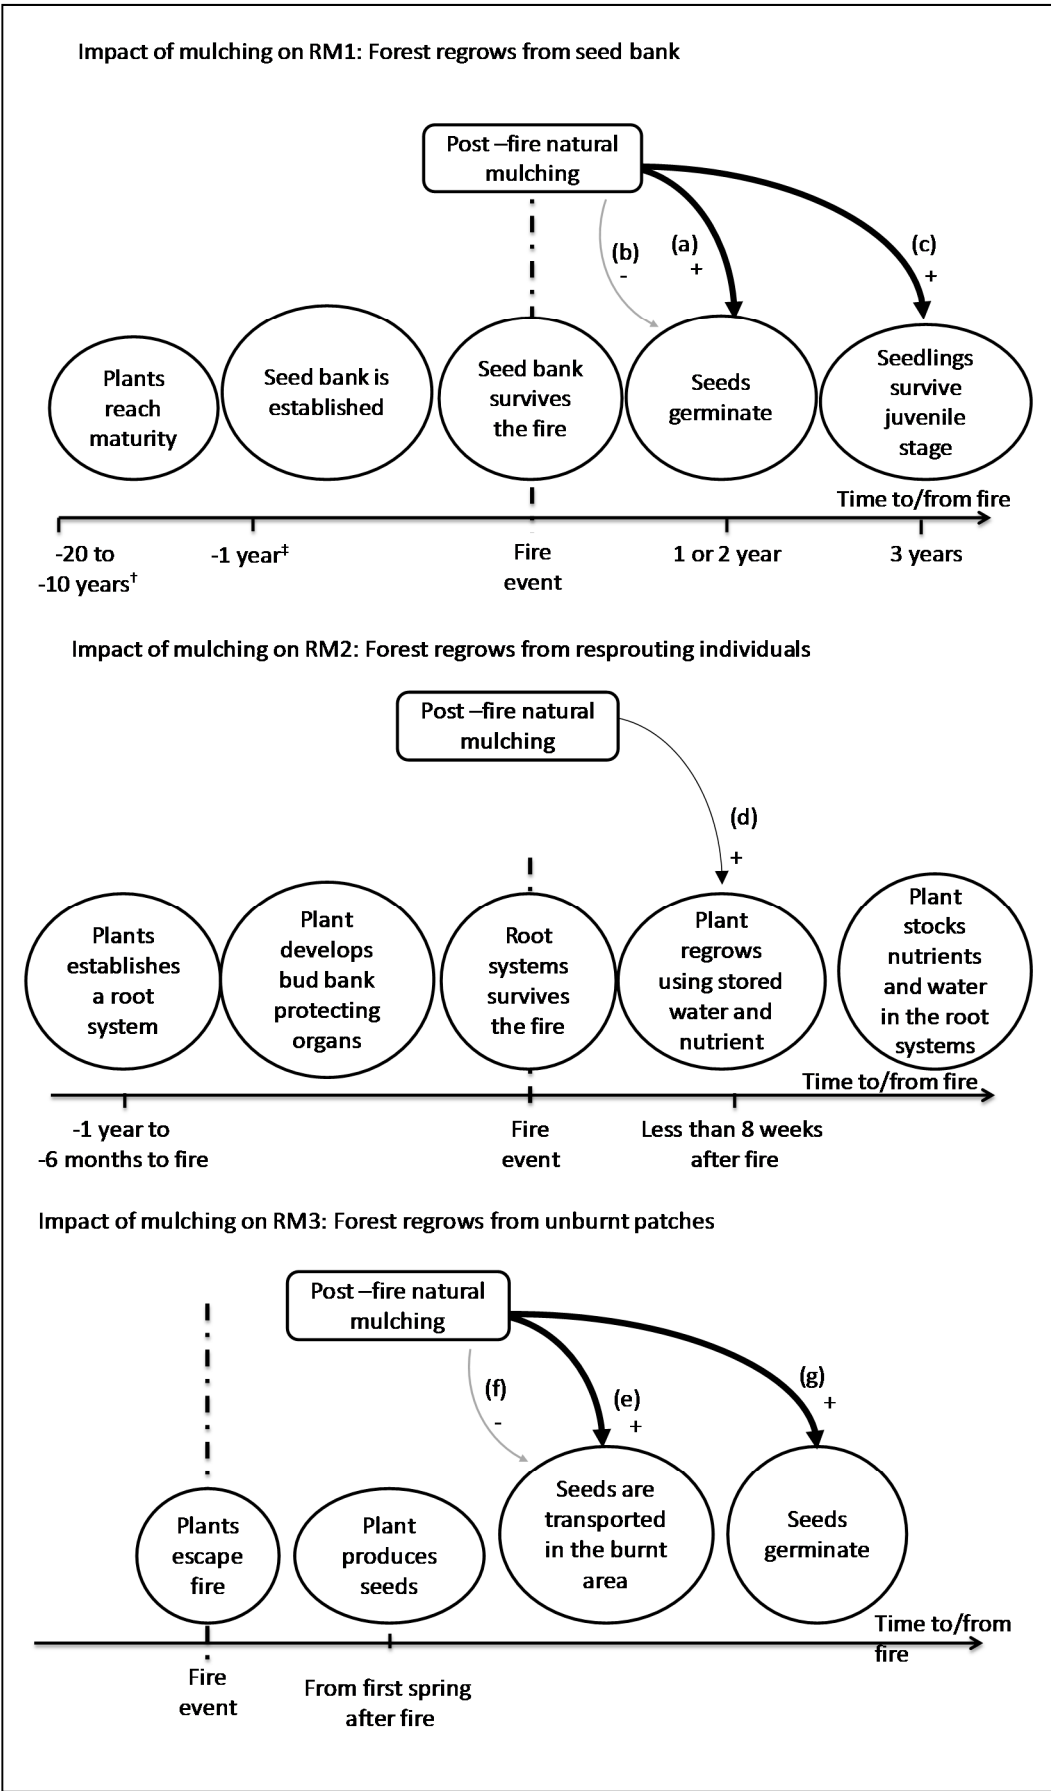 Impact of mulching on RM1: Forest regrows from seed bank
Post –fire natural
mulching
(b)
-
(a)
+
(c)
+
Plants
reach
maturity
Seed bank is
established
Seed bank
survives
the fire
Seeds
germinate
Seedlings
survive
juvenile
stage
Time to/from fire
-20 to
-10 years†
-1 year‡
Fire
event
1 or 2 year
3 years
Impact of mulching on RM2: Forest regrows from resprouting individuals
Post –fire natural
mulching
(d)
+
Plants
establishes
a root
system
Plant
develops
bud bank
protecting
organs
Root
systems
survives
the fire
Plant
regrows
using stored
water and
nutrient
Plant
stocks
nutrients
and water
in the root
systems
Time to/from fire
-1 year to
-6 months to fire
Fire
event
Less than 8 weeks
after fire
Impact of mulching on RM3: Forest regrows from unburnt patches
Post –fire natural
mulching
(f)
-
(e)
+
(g)
+
Plants
escape
fire
Plant
produces
seeds
Seeds are
transported
in the burnt
area
Seeds
germinate
Time to/from
fire
Fire
event
From first spring
after fire